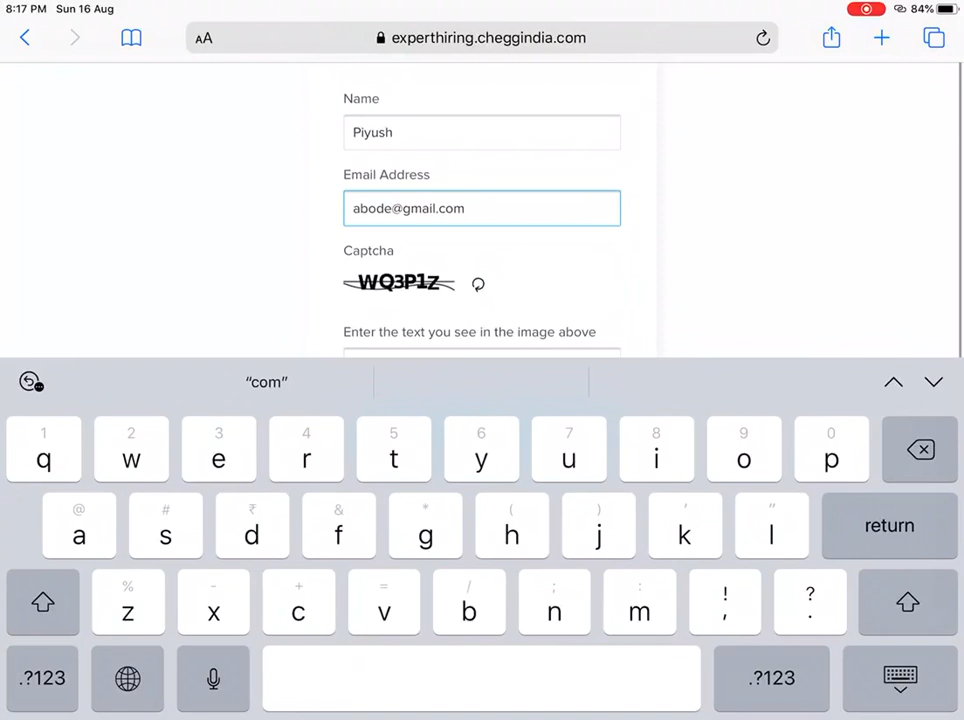 8:17 PM Sun 16 Aug 84%
AA experthiring.cheggindia.com
Name
Piyush
Email Address
abode@gmail.com
Captcha
WQ3P1Z
Enter the text you see in the image above
“com”
1 2 3 4 5 6 7 8 9 0
q w e r t y u i o p
@ # ₹ & * ( ) ' "
a s d f g h j k l return
% - + = / ; : ! ?
z x c v b n m , .
.?123 .?123